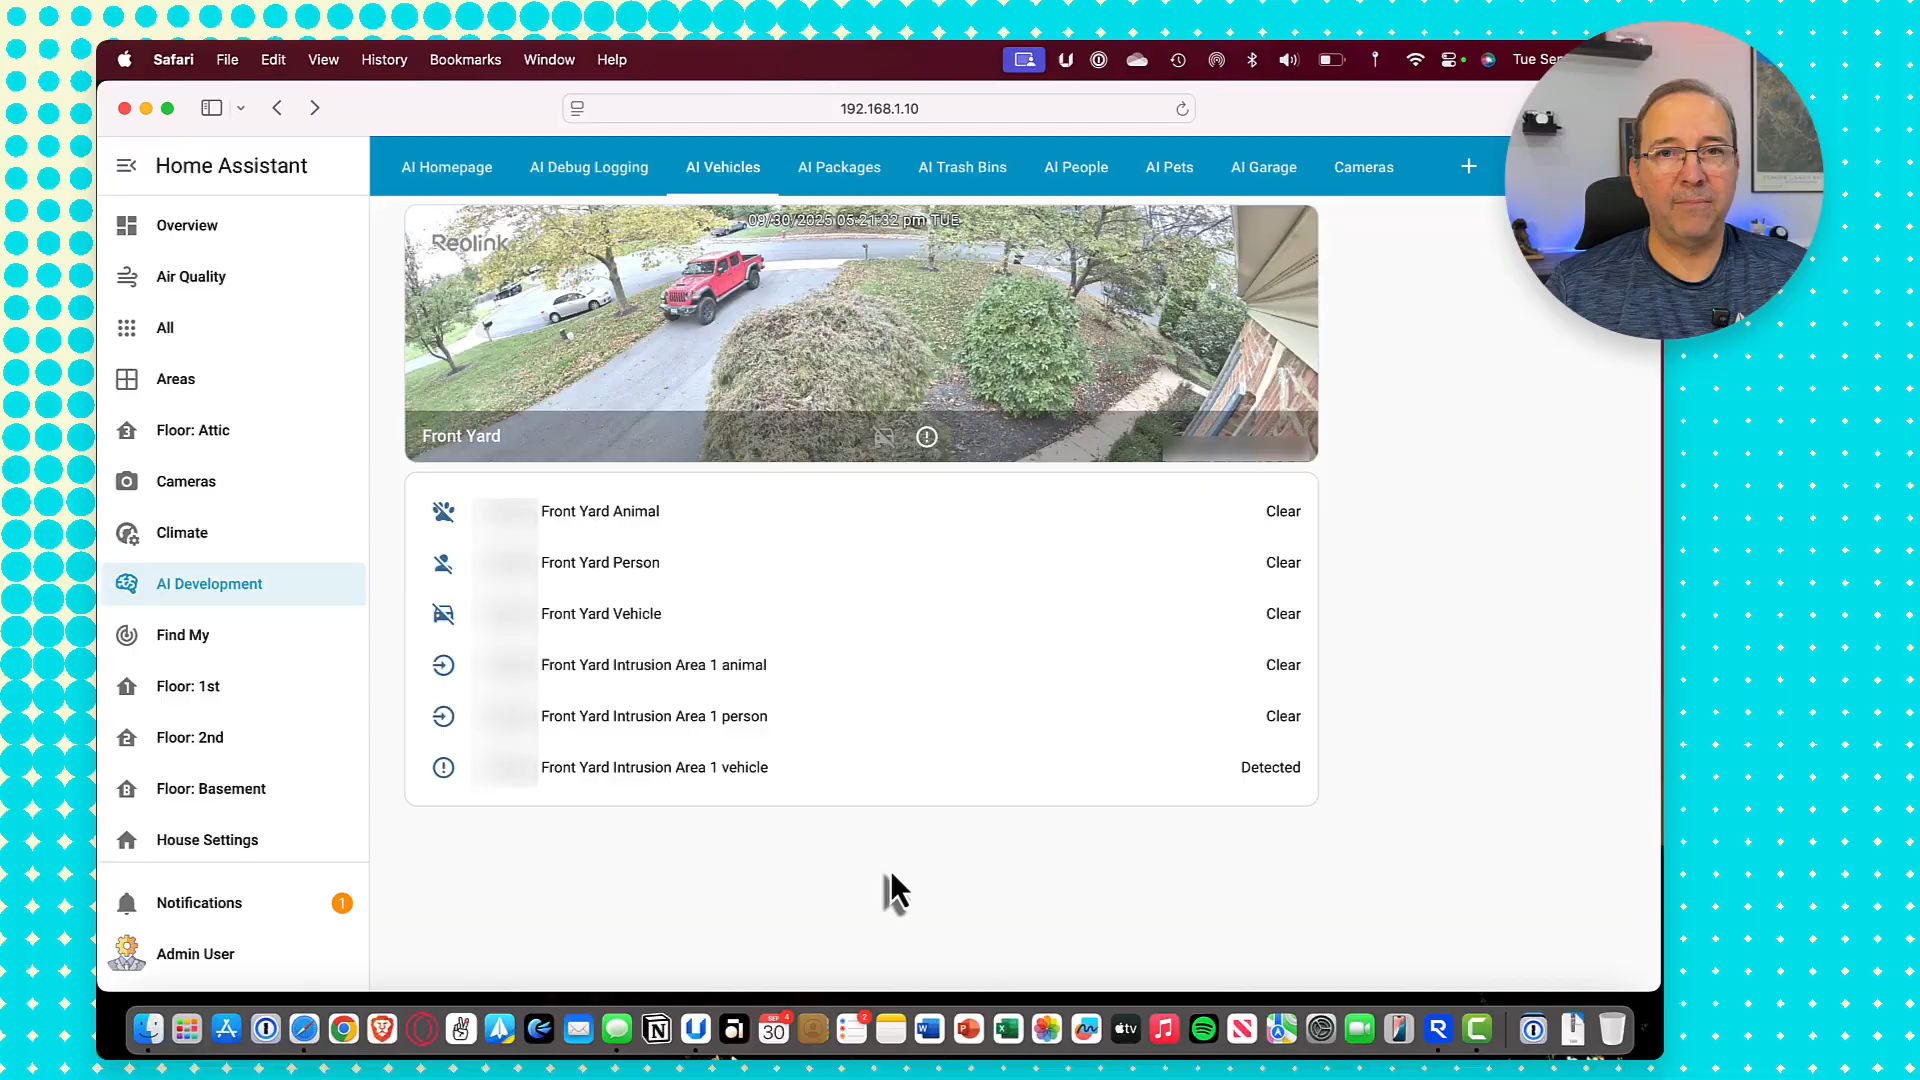 Safari File Edit View History Bookmarks Window Help
Tue Sep
192.168.1.10
Home Assistant
AI Homepage AI Debug Logging AI Vehicles AI Packages AI Trash Bins AI People AI Pets AI Garage Cameras
Overview
Air Quality
All
Areas
Floor: Attic
Cameras
Climate
AI Development
Find My
Floor: 1st
Floor: 2nd
Floor: Basement
House Settings
Notifications 1
Admin User
09/30/2025 05:21:32 pm TUE
Reolink
Front Yard
Front Yard Animal Clear
Front Yard Person Clear
Front Yard Vehicle Clear
Front Yard Intrusion Area 1 animal Clear
Front Yard Intrusion Area 1 person Clear
Front Yard Intrusion Area 1 vehicle Detected
SEP 30
4
2
tv